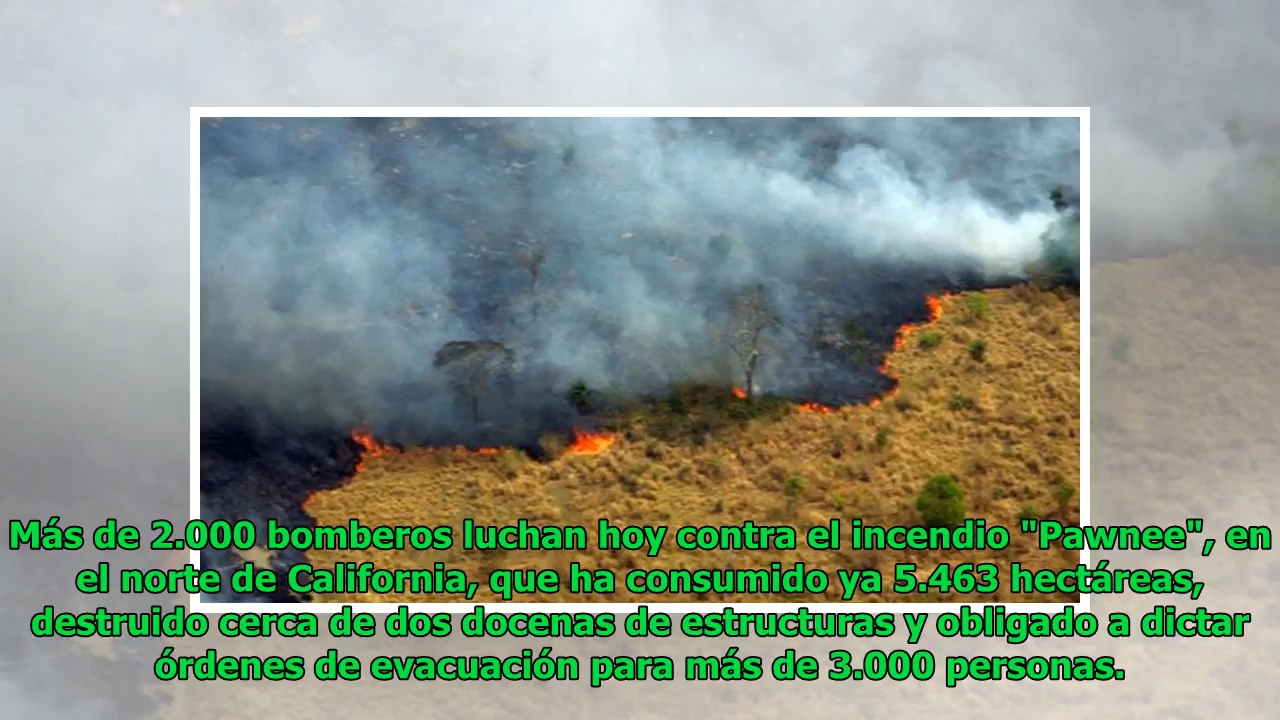 Más de 2.000 bomberos luchan hoy contra el incendio "Pawnee", en
el norte de California, que ha consumido ya 5.463 hectáreas,
destruido cerca de dos docenas de estructuras y obligado a dictar
órdenes de evacuación para más de 3.000 personas.